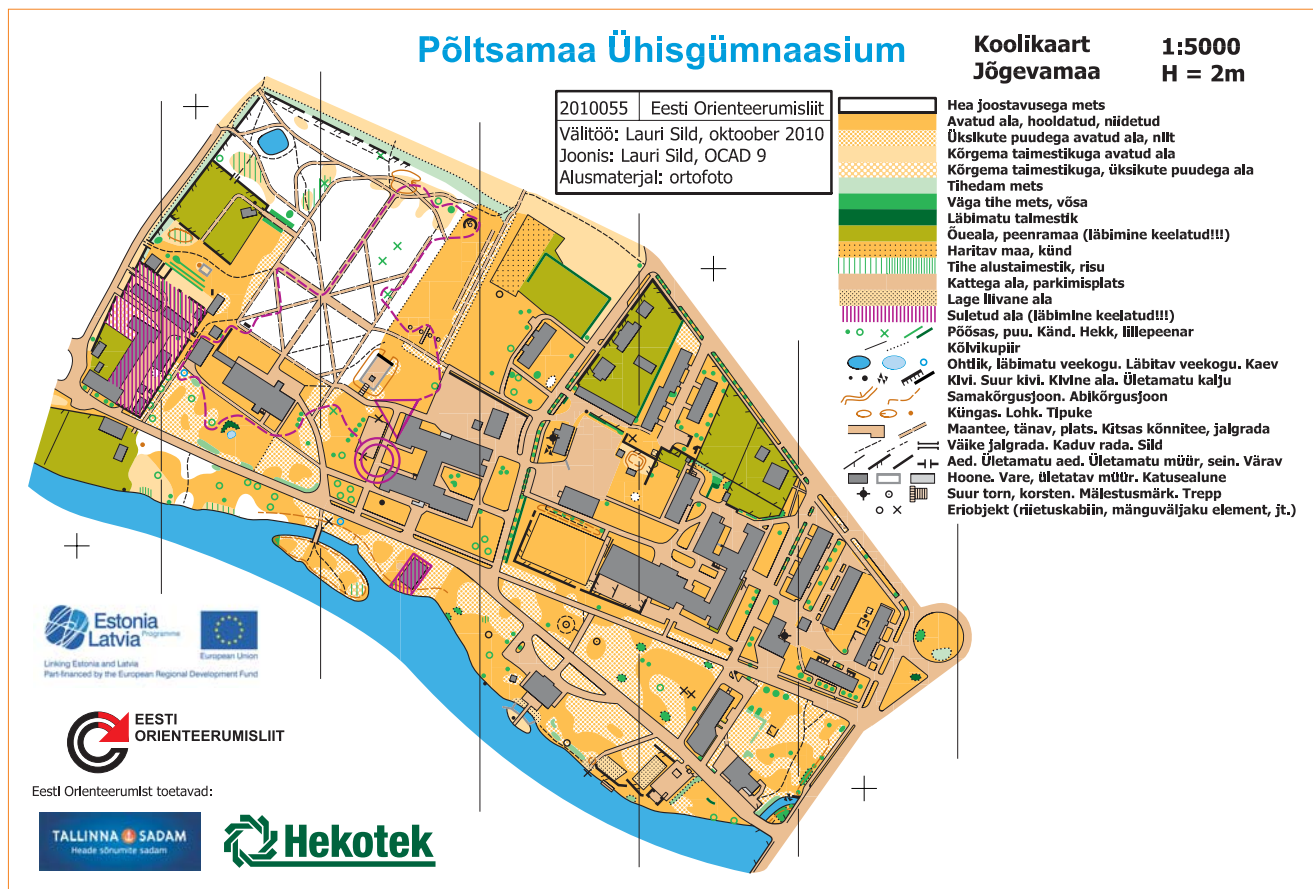 Põltsamaa Ühisgümnaasium
Koolikaart 1:5000
Jõgevamaa H = 2m
2010055 Eesti Orienteerumisliit
Välitöö: Lauri Sild, oktoober 2010
Joonis: Lauri Sild, OCAD 9
Alusmaterjal: ortofoto
Hea joostavusega mets
Avatud ala, hooldatud, niidetud
Üksikute puudega avatud ala, niit
Kõrgema taimestikuga avatud ala
Kõrgema taimestikuga, üksikute puudega ala
Tihedam mets
Väga tihe mets, võsa
Läbimatu taimestik
Õueala, peenramaa (läbimine keelatud!!!)
Haritav maa, künd
Tihe alustaimestik, risu
Kattega ala, parkimisplats
Lage liivane ala
Suletud ala (läbimine keelatud!!!)
Põõsas, puu. Känd. Hekk, lillepeenar
Kõlvikupiir
Ohtlik, läbimatu veekogu. Läbitav veekogu. Kaev
Kivi. Suur kivi. Kivine ala. Ületamatu kalju
Samakõrgusjoon. Abikõrgusjoon
Küngas. Lohk. Tipuke
Maantee, tänav, plats. Kitsas kõnnitee, jalgrada
Väike jalgrada. Kaduv rada. Sild
Aed. Ületamatu aed. Ületamatu müür, sein. Värav
Hoone. Vare, ületatav müür. Katusealune
Suur torn, korsten. Mälestusmärk. Trepp
Eriobjekt (riietuskabiin, mänguväljaku element, jt.)
Estonia
Latvia Programme
European Union
Linking Estonia and Latvia
Part-financed by the European Regional Development Fund
EESTI
ORIENTEERUMISLIIT
Eesti Orienteerumist toetavad:
TALLINNA SADAM
Heade sõnumite sadam
Hekotek